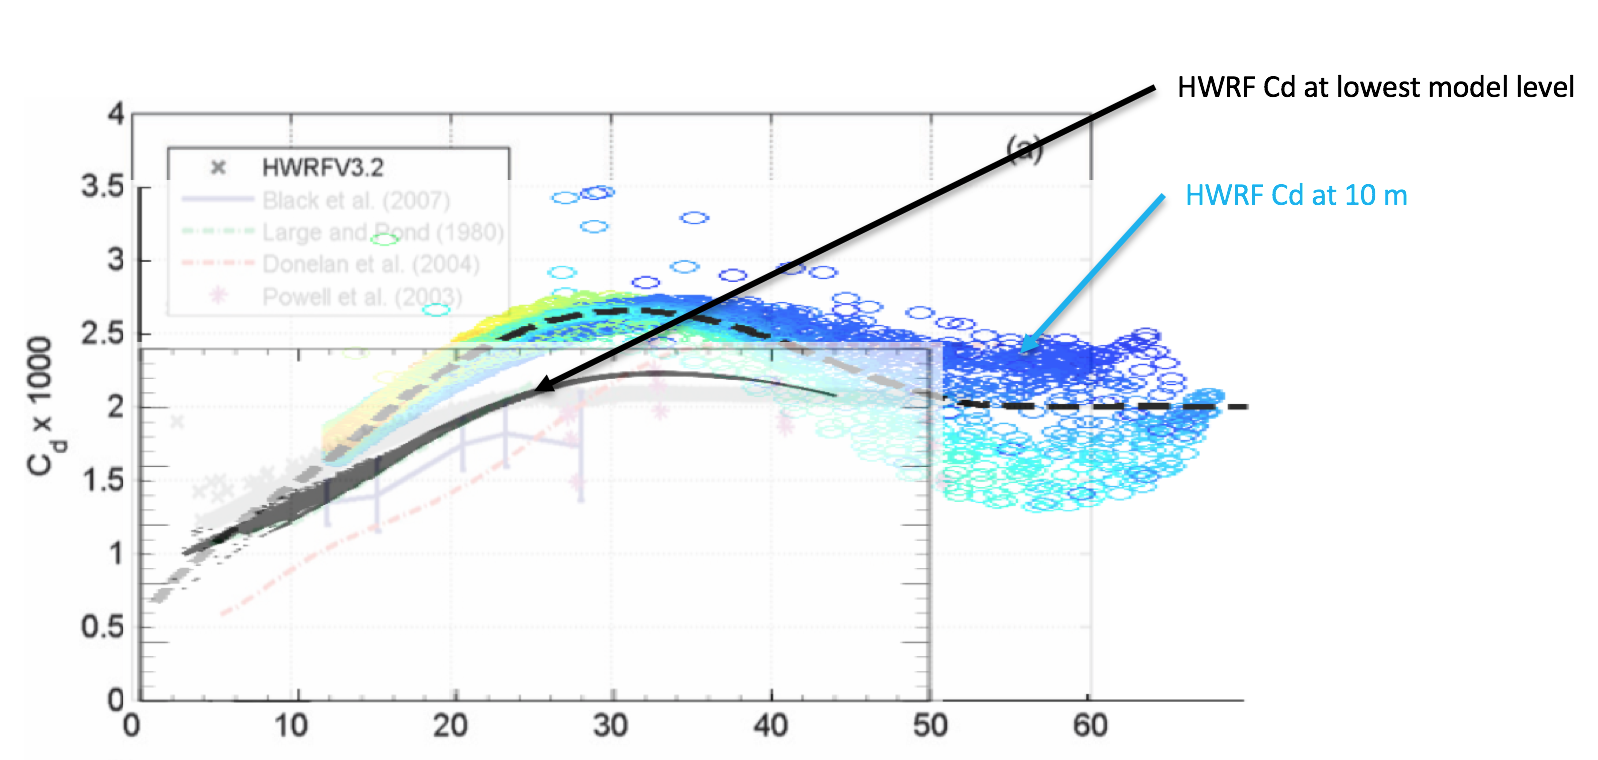 HWRF Cd at lowest model level
4
(a)
HWRFV3.2
3.5
Black et al. (2007)
HWRF Cd at 10 m
Large and Pond (1980)
3
Donelan et al. (2004)
Powell et al. (2003)
2.5
Cd x 1000
2
1.5
1
0.5
0
0 10 20 30 40 50 60